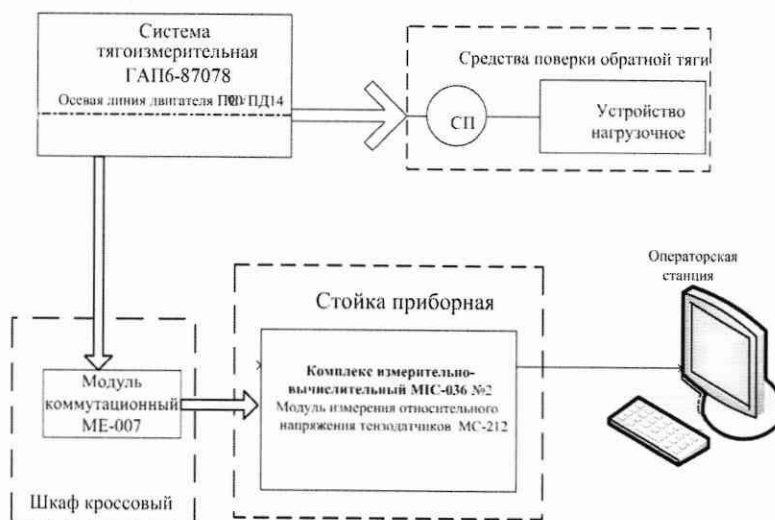 Система
тягоизмерительная
ГАП6-87078
Осевая линия двигателя /ПД14
Средства поверки обратной тяги
СП
Устройство
нагрузочное
Операторская
станция
Стойка приборная
Комплекс измерительно-
вычислительный MIC-036 №2
Модуль измерения относительного
напряжения тензодатчиков МС-212
Модуль
коммутационный
МЕ-007
Шкаф кроссовый